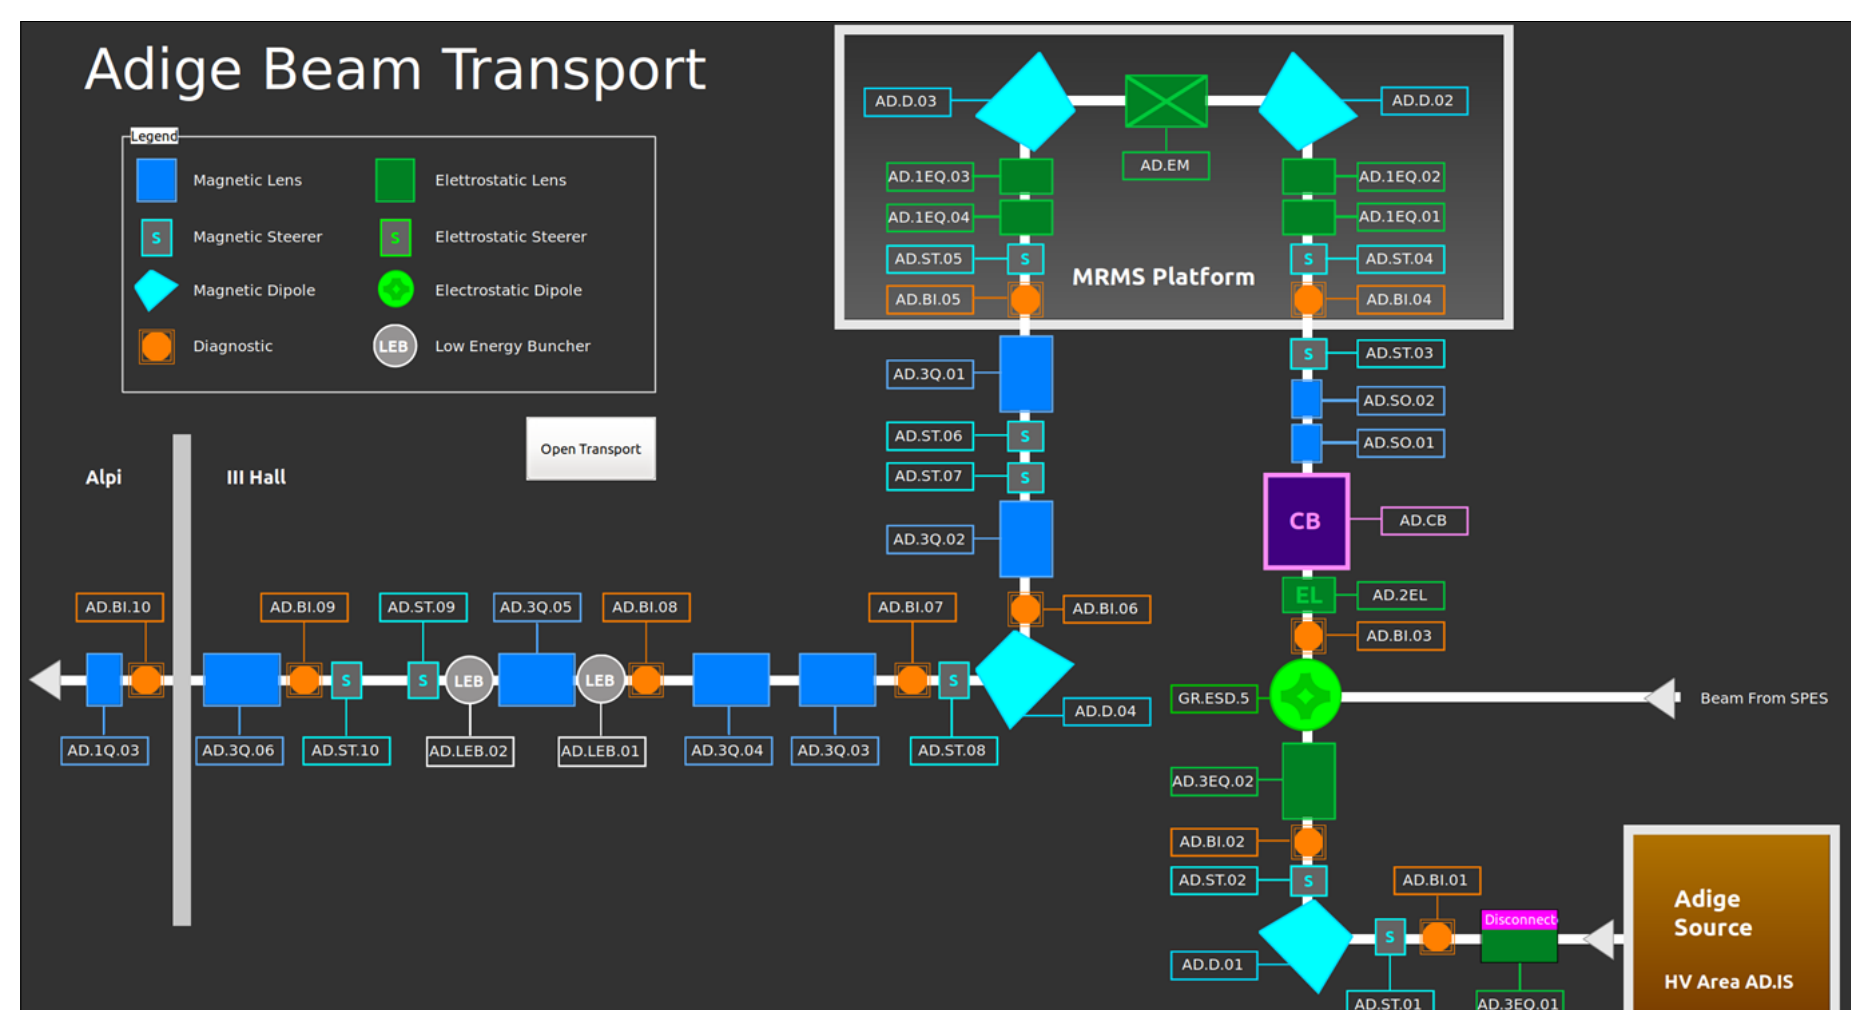 Adige Beam Transport
Legend
Magnetic Lens
Elettrostatic Lens
S
Magnetic Steerer
S
Elettrostatic Steerer
Magnetic Dipole
Electrostatic Dipole
Diagnostic
LEB
Low Energy Buncher
Open Transport
Alpi
III Hall
AD.D.03
AD.EM
AD.D.02
AD.1EQ.03
AD.1EQ.02
AD.1EQ.04
AD.1EQ.01
AD.ST.05
S
S
AD.ST.04
MRMS Platform
AD.BI.05
AD.BI.04
S
AD.ST.03
AD.3Q.01
AD.SO.02
AD.ST.06
S
AD.SO.01
AD.ST.07
S
CB
AD.CB
AD.3Q.02
EL
AD.2EL
AD.BI.10
AD.BI.09
AD.ST.09
AD.3Q.05
AD.BI.08
AD.BI.07
AD.BI.06
AD.BI.03
S
S
LEB
LEB
S
GR.ESD.5
Beam From SPES
AD.D.04
AD.1Q.03
AD.3Q.06
AD.ST.10
AD.LEB.02
AD.LEB.01
AD.3Q.04
AD.3Q.03
AD.ST.08
AD.3EQ.02
AD.BI.02
AD.ST.02
S
AD.BI.01
Adige
Source
Disconnect
S
AD.D.01
HV Area AD.IS
AD.ST.01
AD.3EQ.01